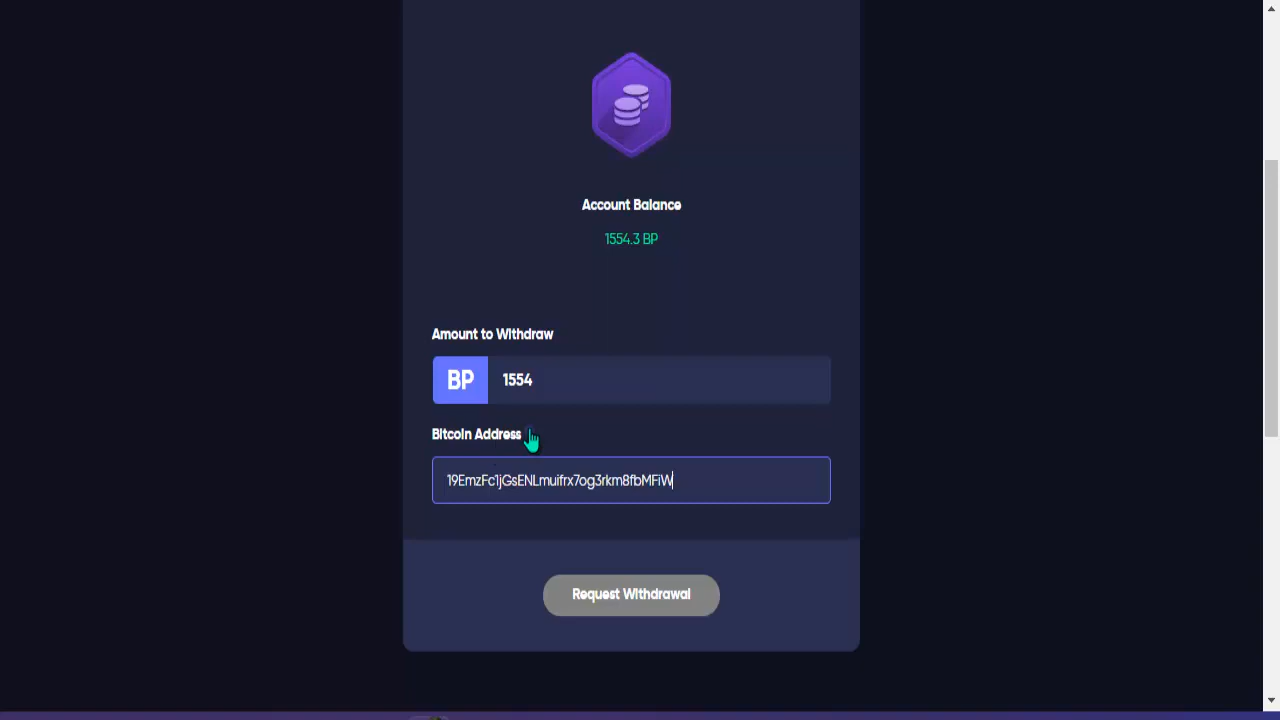 Account Balance
1554.3 BP
Amount to Withdraw
BP 1554
Bitcoin Address
19EmzFc1jGsENLmuifrx7og3rkm8fbMFiW
Request Withdrawal